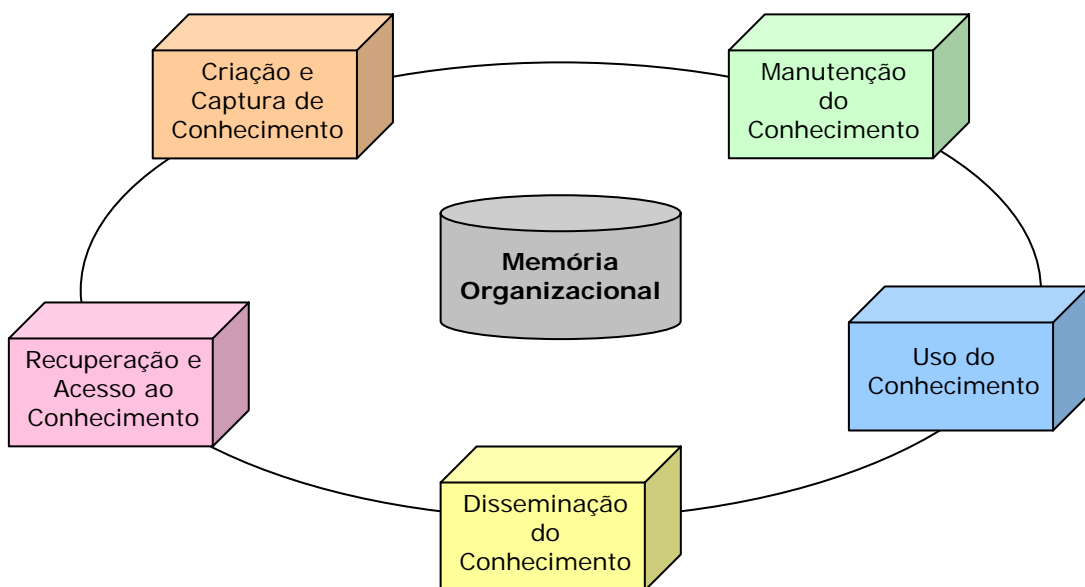 Criação e
Captura de
Conhecimento
Manutenção
do
Conhecimento
Memória
Organizacional
Recuperação e
Acesso ao
Conhecimento
Uso do
Conhecimento
Disseminação
do
Conhecimento